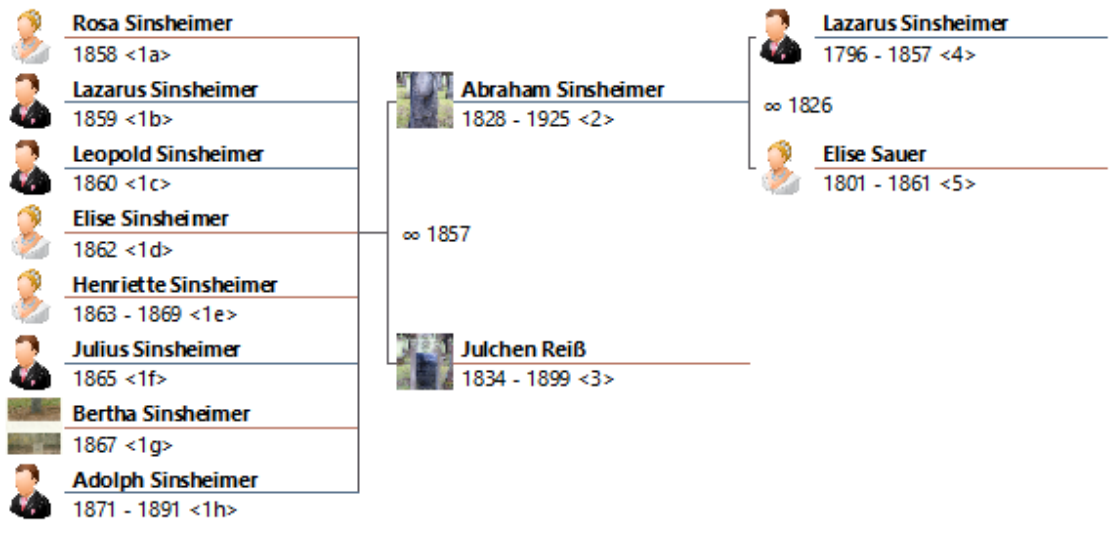 Rosa Sinsheimer
1858 <1a>
Lazarus Sinsheimer
1859 <1b>
Leopold Sinsheimer
1860 <1c>
Elise Sinsheimer
1862 <1d>
Henriette Sinsheimer
1863 - 1869 <1e>
Julius Sinsheimer
1865 <1f>
Bertha Sinsheimer
1867 <1g>
Adolph Sinsheimer
1871 - 1891 <1h>
Abraham Sinsheimer
1828 - 1925 <2>
∞ 1857
Julchen Reiß
1834 - 1899 <3>
Lazarus Sinsheimer
1796 - 1857 <4>
∞ 1826
Elise Sauer
1801 - 1861 <5>